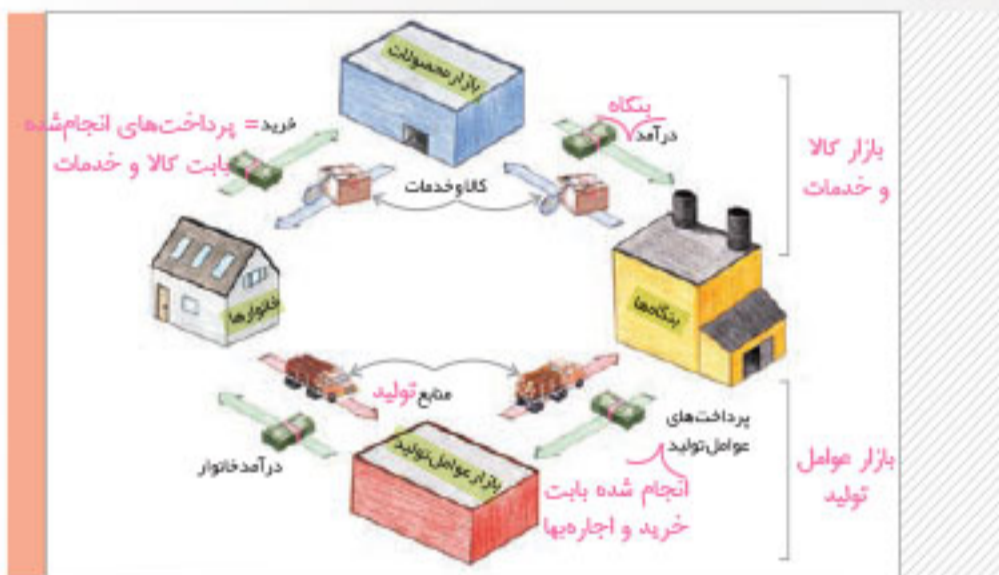 بازار محصولات
بنگاه
درآمد
خرید = پرداخت‌های انجام‌شده
بابت کالا و خدمات
بازار کالا
و خدمات
کالا و خدمات
خانوارها
بنگاه‌ها
منابع تولید
پرداخت‌های
عوامل تولید
انجام شده بابت
خرید و اجاره‌بها
درآمد خانوار
بازار عوامل تولید
بازار عوامل
تولید